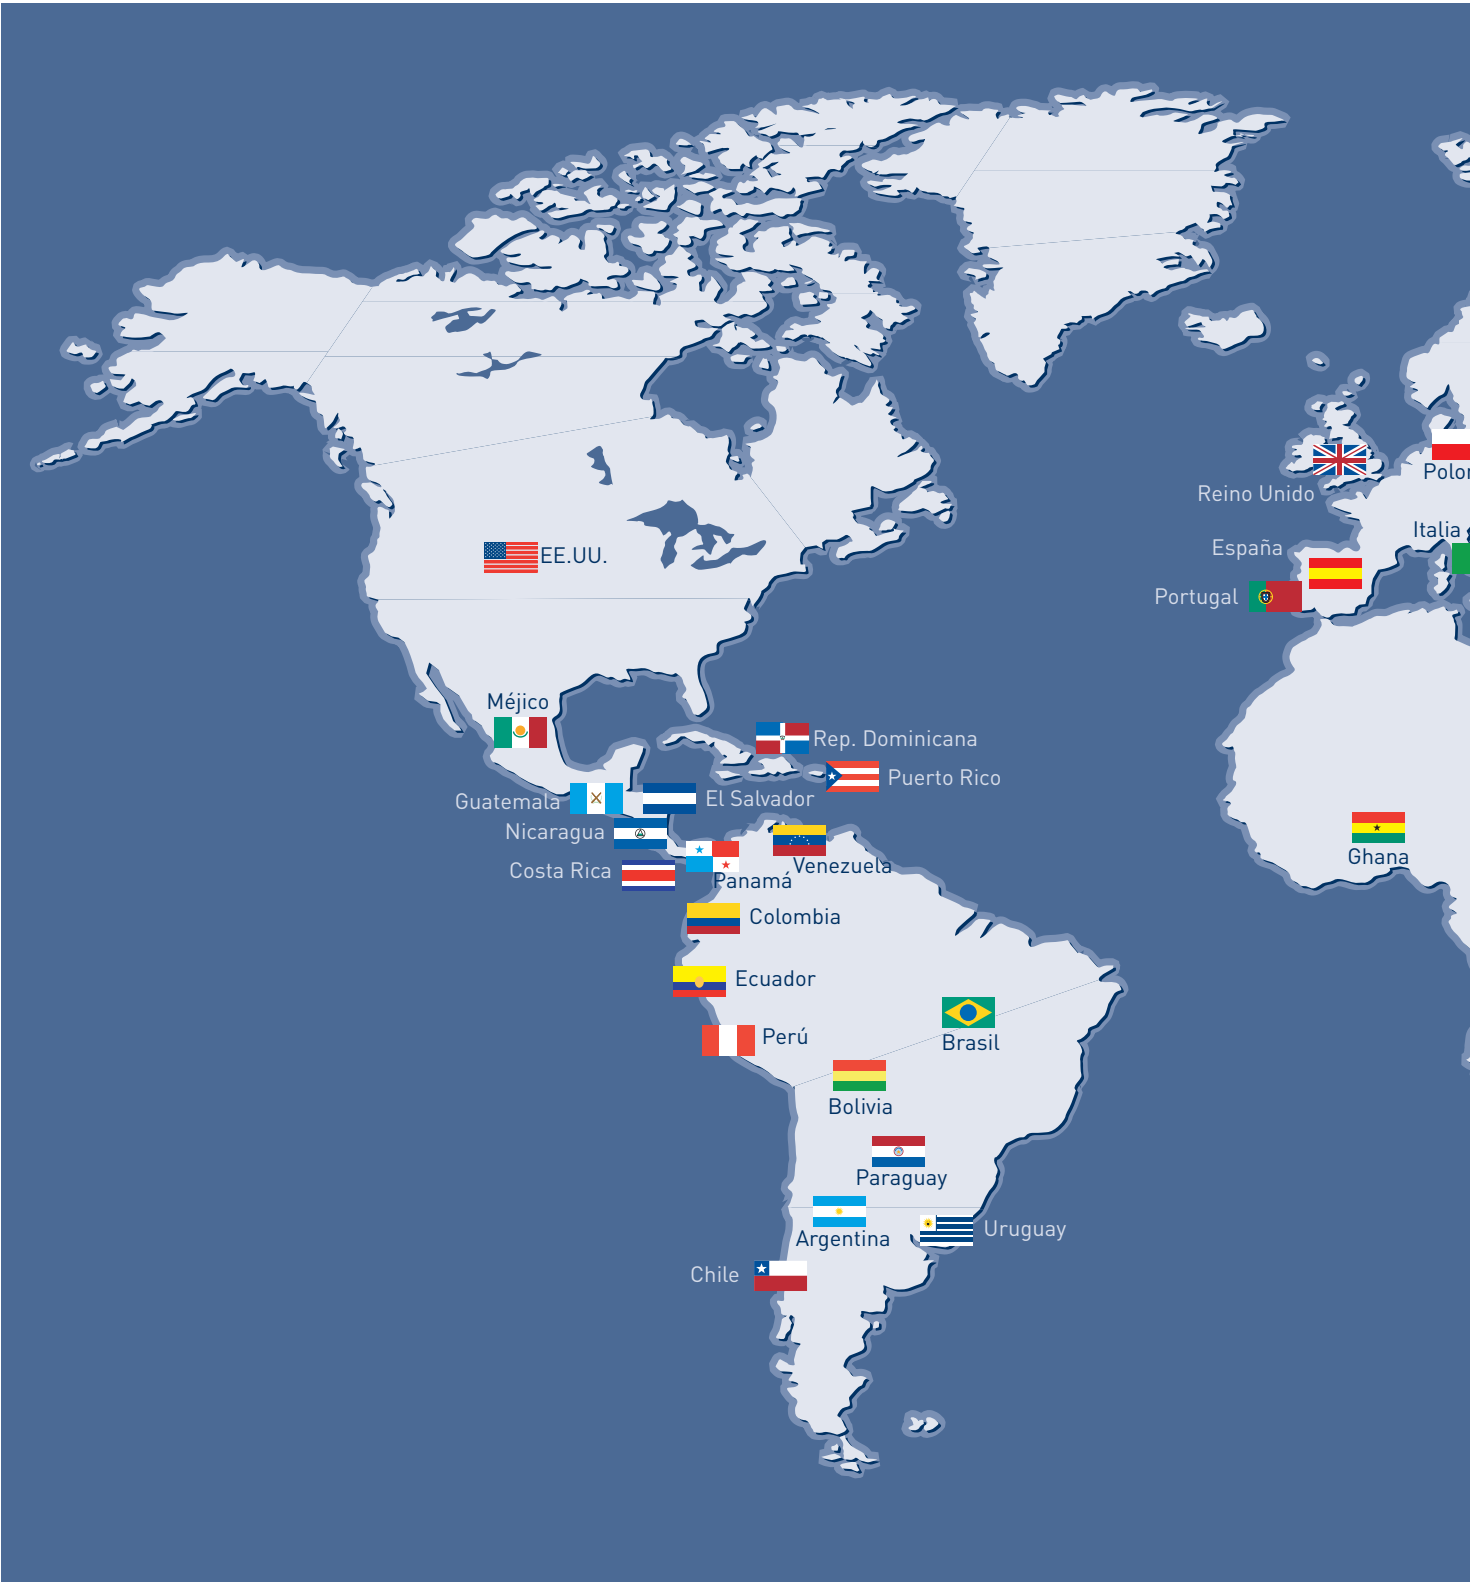 Polon
Reino Unido
Italia
España
EE.UU.
Portugal
Méjico
Rep. Dominicana
Puerto Rico
Guatemala
El Salvador
Nicaragua
Ghana
Venezuela
Costa Rica
Panamá
Colombia
Ecuador
Perú
Brasil
Bolivia
Paraguay
Uruguay
Argentina
Chile